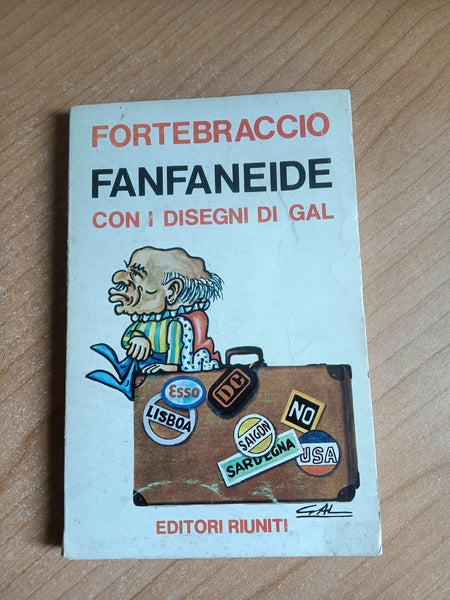 FORTEBRACCIO
FANFANEIDE
CON I DISEGNI DI GAL
Esso
DC
LISBOA
NO
SAIGON
SARDEGNA
USA
GAL
EDITORI RIUNITI